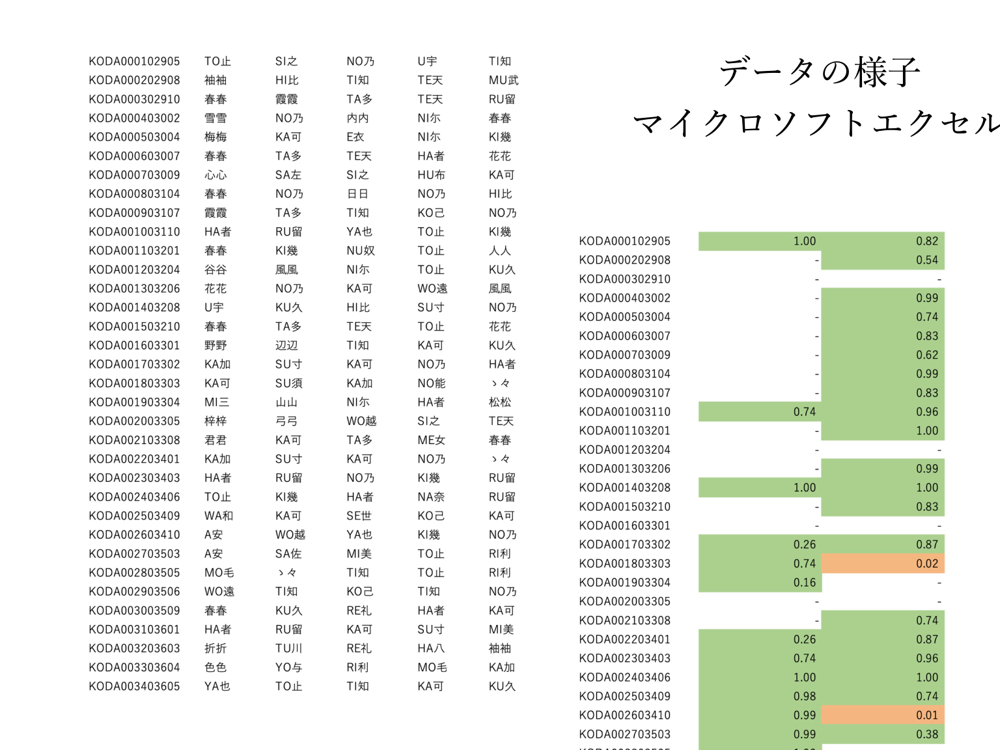 KODA000102905 TO止 SI之 NO乃 U宇 TI知
KODA000202908 袖袖 HI比 TI知 TE天 MU武
KODA000302910 春春 霞霞 TA多 TE天 RU留
KODA000403002 雪雪 NO乃 内内 NI尓 春春
KODA000503004 梅梅 KA可 E衣 NI尓 KI幾
KODA000603007 春春 TA多 TE天 HA者 花花
KODA000703009 心心 SA左 SI之 HU布 KA可
KODA000803104 春春 NO乃 日日 NO乃 HI比
KODA000903107 霞霞 TA多 TI知 KO己 NO乃
KODA001003110 HA者 RU留 YA也 TO止 KI幾
KODA001103201 春春 KI幾 NU奴 TO止 人人
KODA001203204 谷谷 風風 NI尓 TO止 KU久
KODA001303206 花花 NO乃 KA可 WO遠 風風
KODA001403208 U宇 KU久 HI比 SU寸 NO乃
KODA001503210 春春 TA多 TE天 TO止 花花
KODA001603301 野野 辺辺 TI知 KA可 KU久
KODA001703302 KA加 SU寸 KA可 NO乃 HA者
KODA001803303 KA可 SU須 KA加 NO能 ゝ々
KODA001903304 MI三 山山 NI尓 HA者 松松
KODA002003305 梓梓 弓弓 WO越 SI之 TE天
KODA002103308 君君 KA可 TA多 ME女 春春
KODA002203401 KA加 SU寸 KA可 NO乃 ゝ々
KODA002303403 HA者 RU留 NO乃 KI幾 RU留
KODA002403406 TO止 KI幾 HA者 NA奈 RU留
KODA002503409 WA和 KA可 SE世 KO己 KA可
KODA002603410 A安 WO越 YA也 KI幾 NO乃
KODA002703503 A安 SA佐 MI美 TO止 RI利
KODA002803505 MO毛 ゝ々 TI知 TO止 RI利
KODA002903506 WO遠 TI知 KO己 TI知 NO乃
KODA003003509 春春 KU久 RE礼 HA者 KA可
KODA003103601 HA者 RU留 KA可 SU寸 MI美
KODA003203603 折折 TU川 RE礼 HA八 袖袖
KODA003303604 色色 YO与 RI利 MO毛 KA加
KODA003403605 YA也 TO止 TI知 KA可 KU久
データの様子
マイクロソフトエクセル
KODA000102905 1.00 0.82
KODA000202908 - 0.54
KODA000302910 - -
KODA000403002 - 0.99
KODA000503004 - 0.74
KODA000603007 - 0.83
KODA000703009 - 0.62
KODA000803104 - 0.99
KODA000903107 - 0.83
KODA001003110 0.74 0.96
KODA001103201 - 1.00
KODA001203204 - -
KODA001303206 - 0.99
KODA001403208 1.00 1.00
KODA001503210 - 0.83
KODA001603301 - -
KODA001703302 0.26 0.87
KODA001803303 0.74 0.02
KODA001903304 0.16 -
KODA002003305 - -
KODA002103308 - 0.74
KODA002203401 0.26 0.87
KODA002303403 0.74 0.96
KODA002403406 1.00 1.00
KODA002503409 0.98 0.74
KODA002603410 0.99 0.01
KODA002703503 0.99 0.38